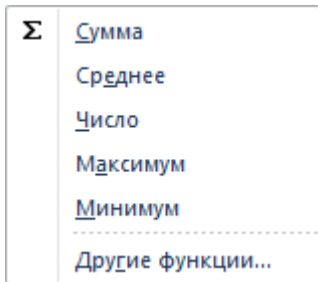 Σ Сумма
Среднее
Число
Максимум
Минимум
Другие функции...